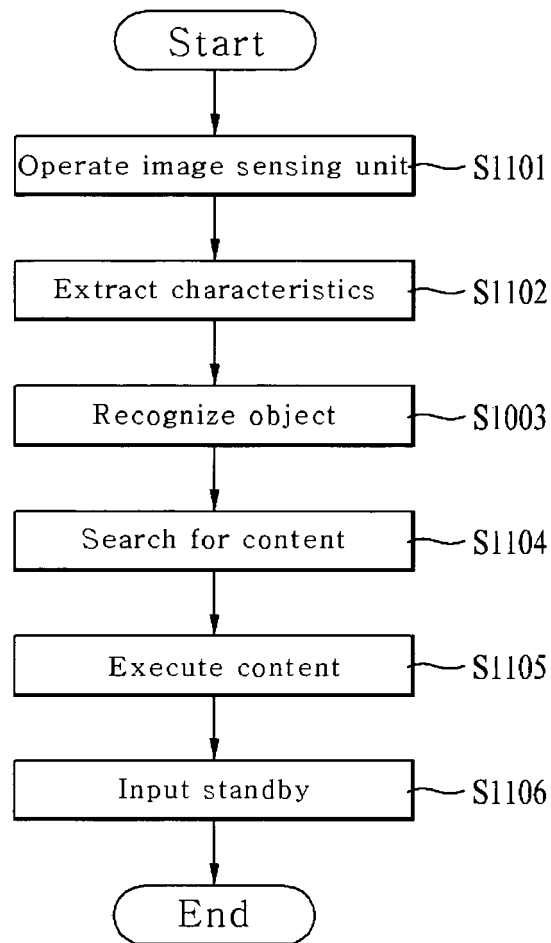 Start
Operate image sensing unit S1101
Extract characteristics S1102
Recognize object S1003
Search for content S1104
Execute content S1105
Input standby S1106
End